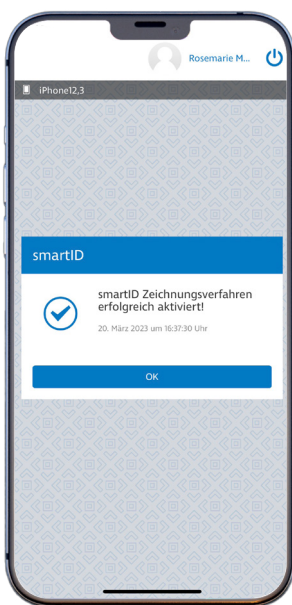 Rosemarie M...
iPhone12,3
smartID
smartID Zeichnungsverfahren
erfolgreich aktiviert!
20. März 2023 um 16:37:30 Uhr
OK